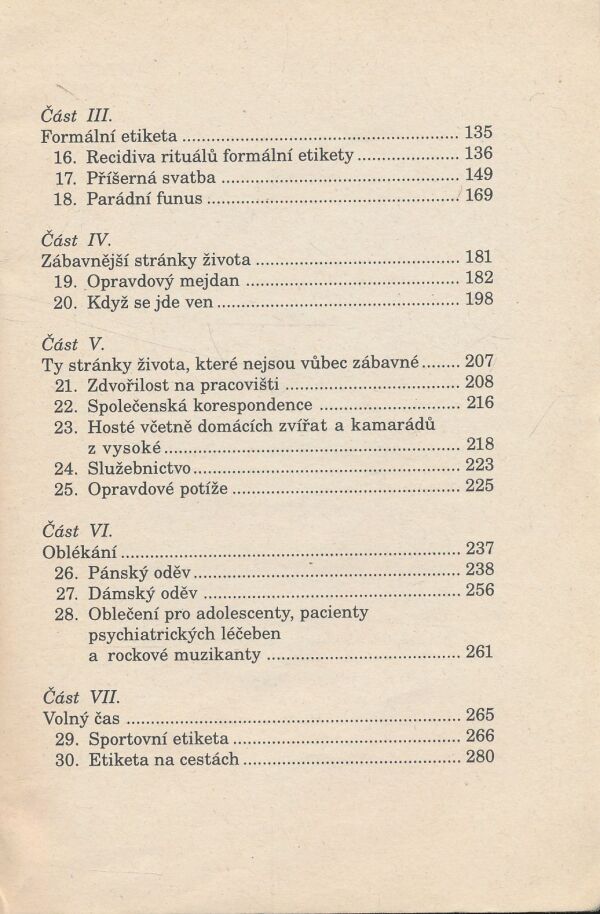 Část III.
Formální etiketa ........................................................ 135
16. Recidiva rituálů formální etikety ..................... 136
17. Příšerná svatba ................................................ 149
18. Parádní funus ................................................... 169
Část IV.
Zábavnější stránky života .......................................... 181
19. Opravdový mejdan ........................................... 182
20. Když se jde ven ................................................. 198
Část V.
Ty stránky života, které nejsou vůbec zábavné ........ 207
21. Zdvořilost na pracovišti ................................... 208
22. Společenská korespondence ............................ 216
23. Hosté včetně domácích zvířat a kamarádů
z vysoké ............................................................ 218
24. Služebnictvo ..................................................... 223
25. Opravdové potíže .............................................. 225
Část VI.
Oblékání .................................................................... 237
26. Pánský oděv ...................................................... 238
27. Dámský oděv .................................................... 256
28. Oblečení pro adolescenty, pacienty
psychiatrických léčeben
a rockové muzikanty ....................................... 261
Část VII.
Volný čas ................................................................... 265
29. Sportovní etiketa .............................................. 266
30. Etiketa na cestách ............................................ 280